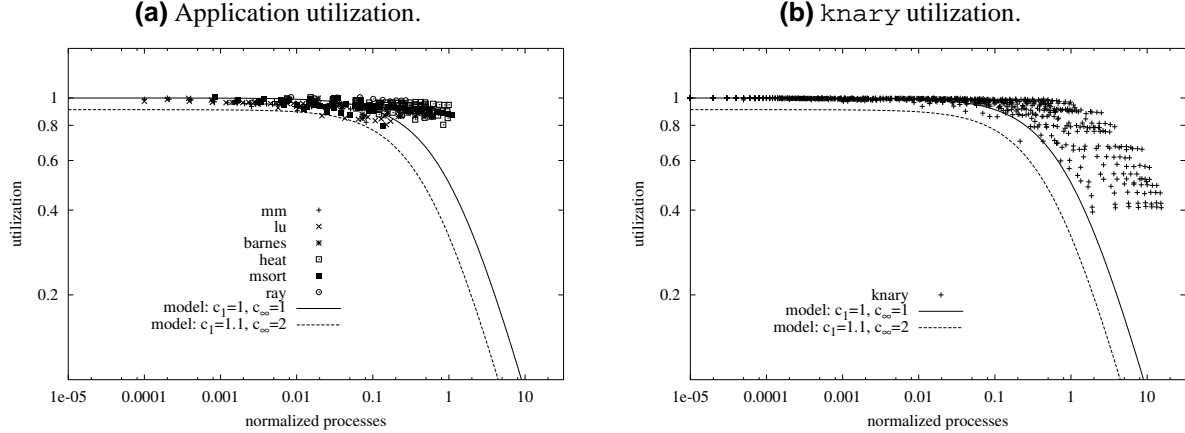 (a) Application utilization.
1
0.8
0.6
0.4
0.2
utilization
mm
lu
barnes
heat
msort
ray
model: c₁=1, c∞=1
model: c₁=1.1, c∞=2
1e-05 0.0001 0.001 0.01 0.1 1 10
normalized processes
(b) knary utilization.
1
0.8
0.6
0.4
0.2
utilization
knary
model: c₁=1, c∞=1
model: c₁=1.1, c∞=2
1e-05 0.0001 0.001 0.01 0.1 1 10
normalized processes